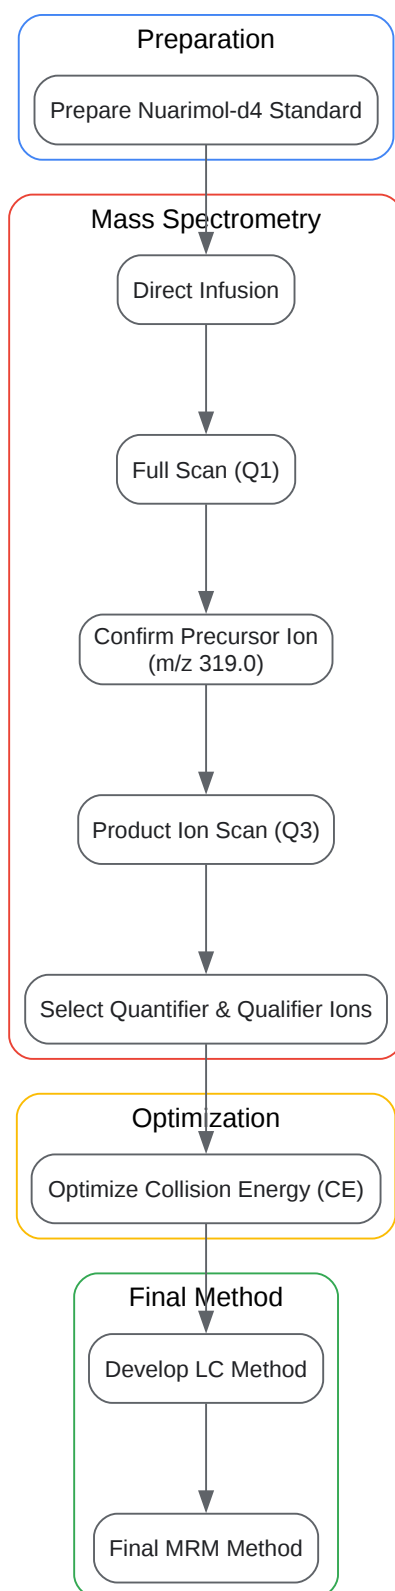 Preparation
Prepare Nuarimol-d4 Standard
Mass Spectrometry
Direct Infusion
Full Scan (Q1)
Confirm Precursor Ion
(m/z 319.0)
Product Ion Scan (Q3)
Select Quantifier & Qualifier Ions
Optimization
Optimize Collision Energy (CE)
Final Method
Develop LC Method
Final MRM Method